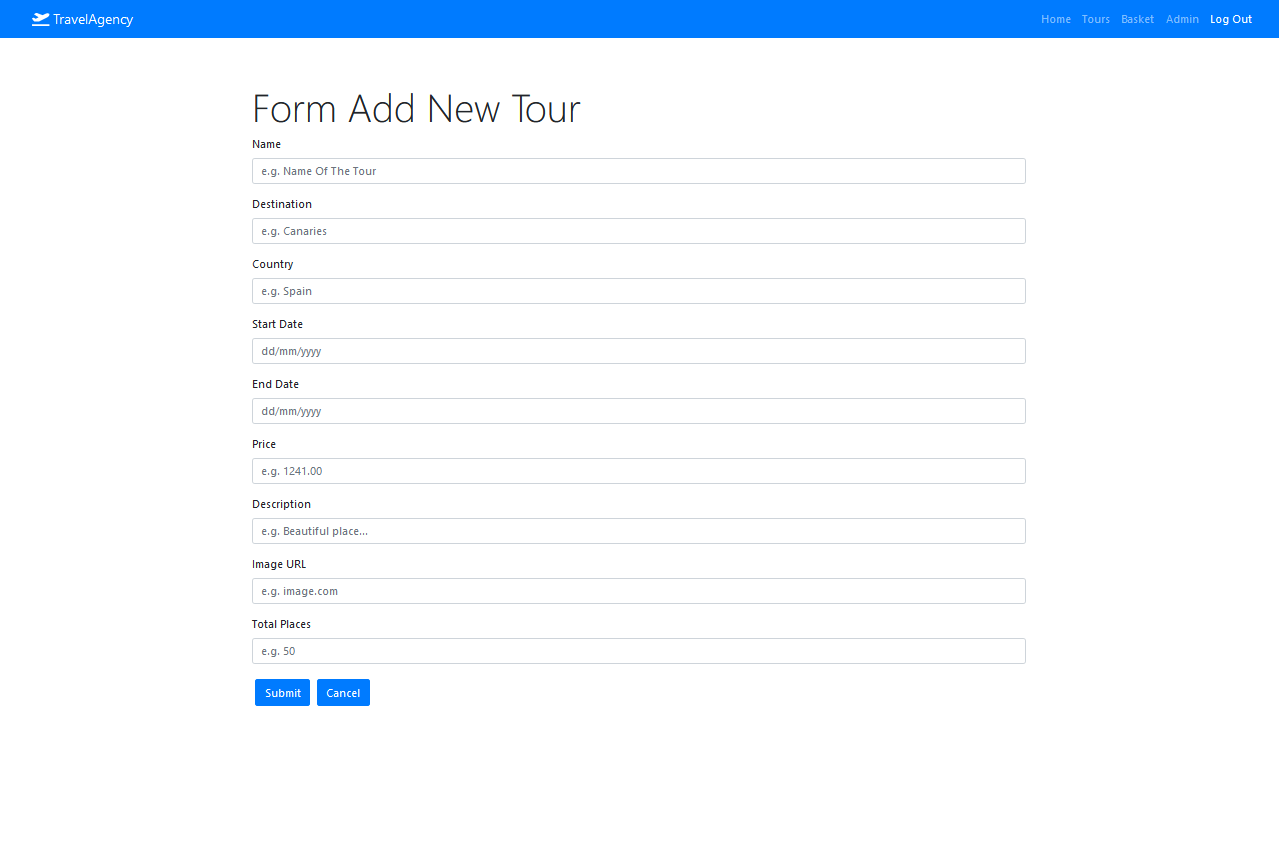 TravelAgency
Home Tours Basket Admin Log Out
Form Add New Tour
Name
e.g. Name Of The Tour
Destination
e.g. Canaries
Country
e.g. Spain
Start Date
dd/mm/yyyy
End Date
dd/mm/yyyy
Price
e.g. 1241.00
Description
e.g. Beautiful place...
Image URL
e.g. image.com
Total Places
e.g. 50
Submit Cancel